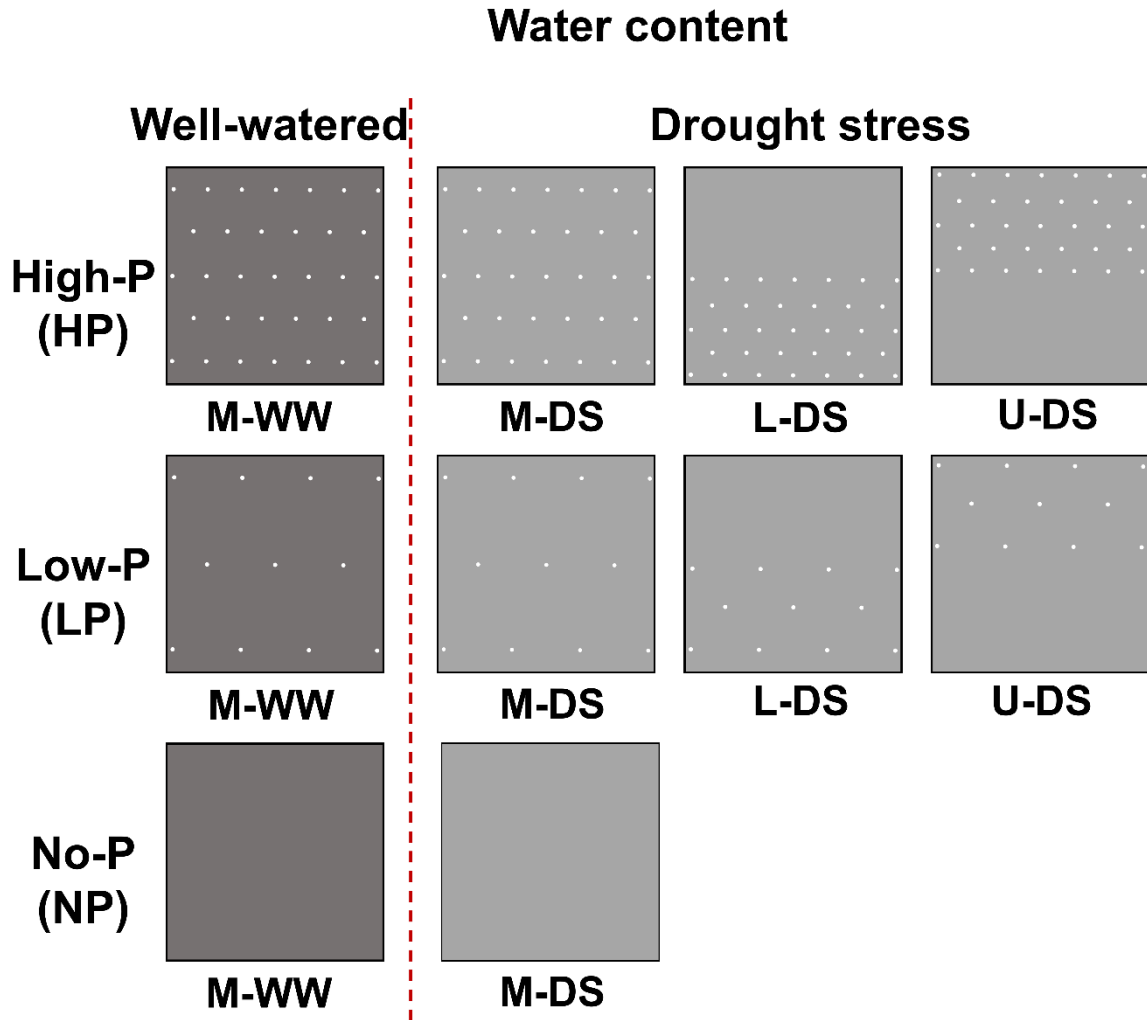 Water content
Well-watered
Drought stress
High-P
(HP)
M-WW
M-DS
L-DS
U-DS
Low-P
(LP)
M-WW
M-DS
L-DS
U-DS
No-P
(NP)
M-WW
M-DS